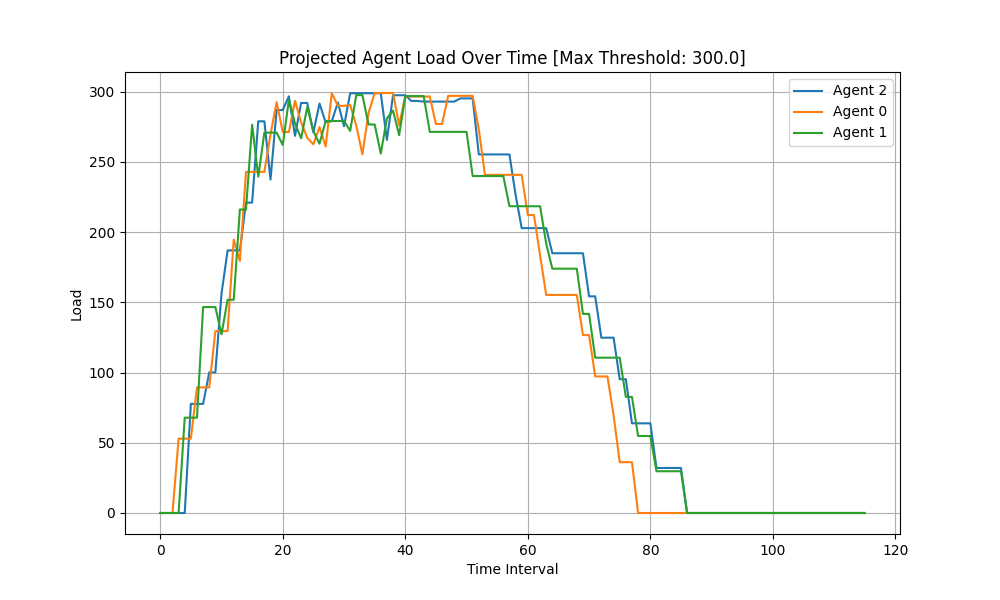 Projected Agent Load Over Time [Max Threshold: 300.0]
Agent 2
Agent 0
Agent 1
Load
300
250
200
150
100
50
0
0 20 40 60 80 100 120
Time Interval